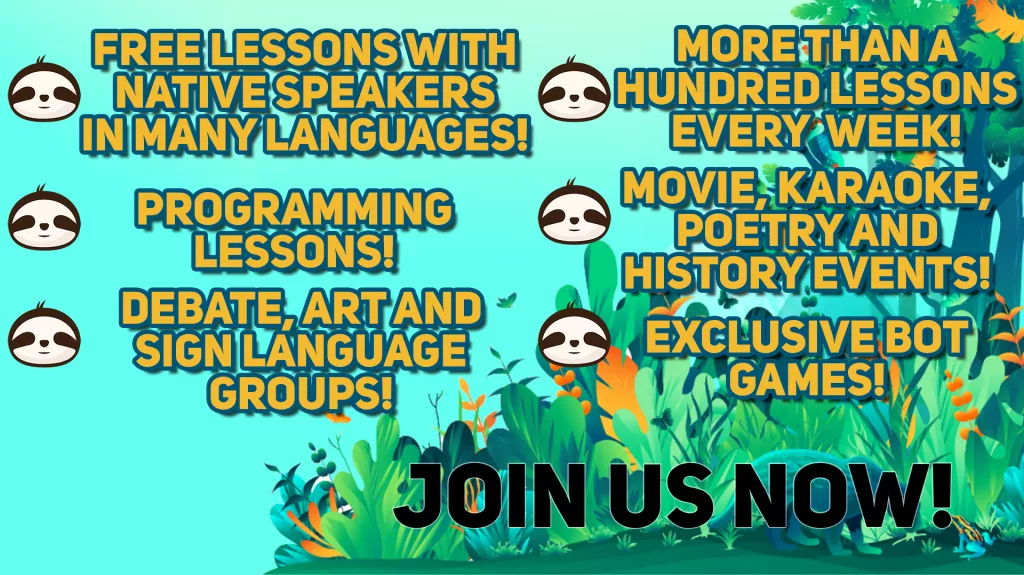 FREE LESSONS WITH
NATIVE SPEAKERS
IN MANY LANGUAGES!
PROGRAMMING
LESSONS!
DEBATE, ART AND
SIGN LANGUAGE
GROUPS!
MORE THAN A
HUNDRED LESSONS
EVERY WEEK!
MOVIE, KARAOKE,
POETRY AND
HISTORY EVENTS!
EXCLUSIVE BOT
GAMES!
JOIN US NOW!